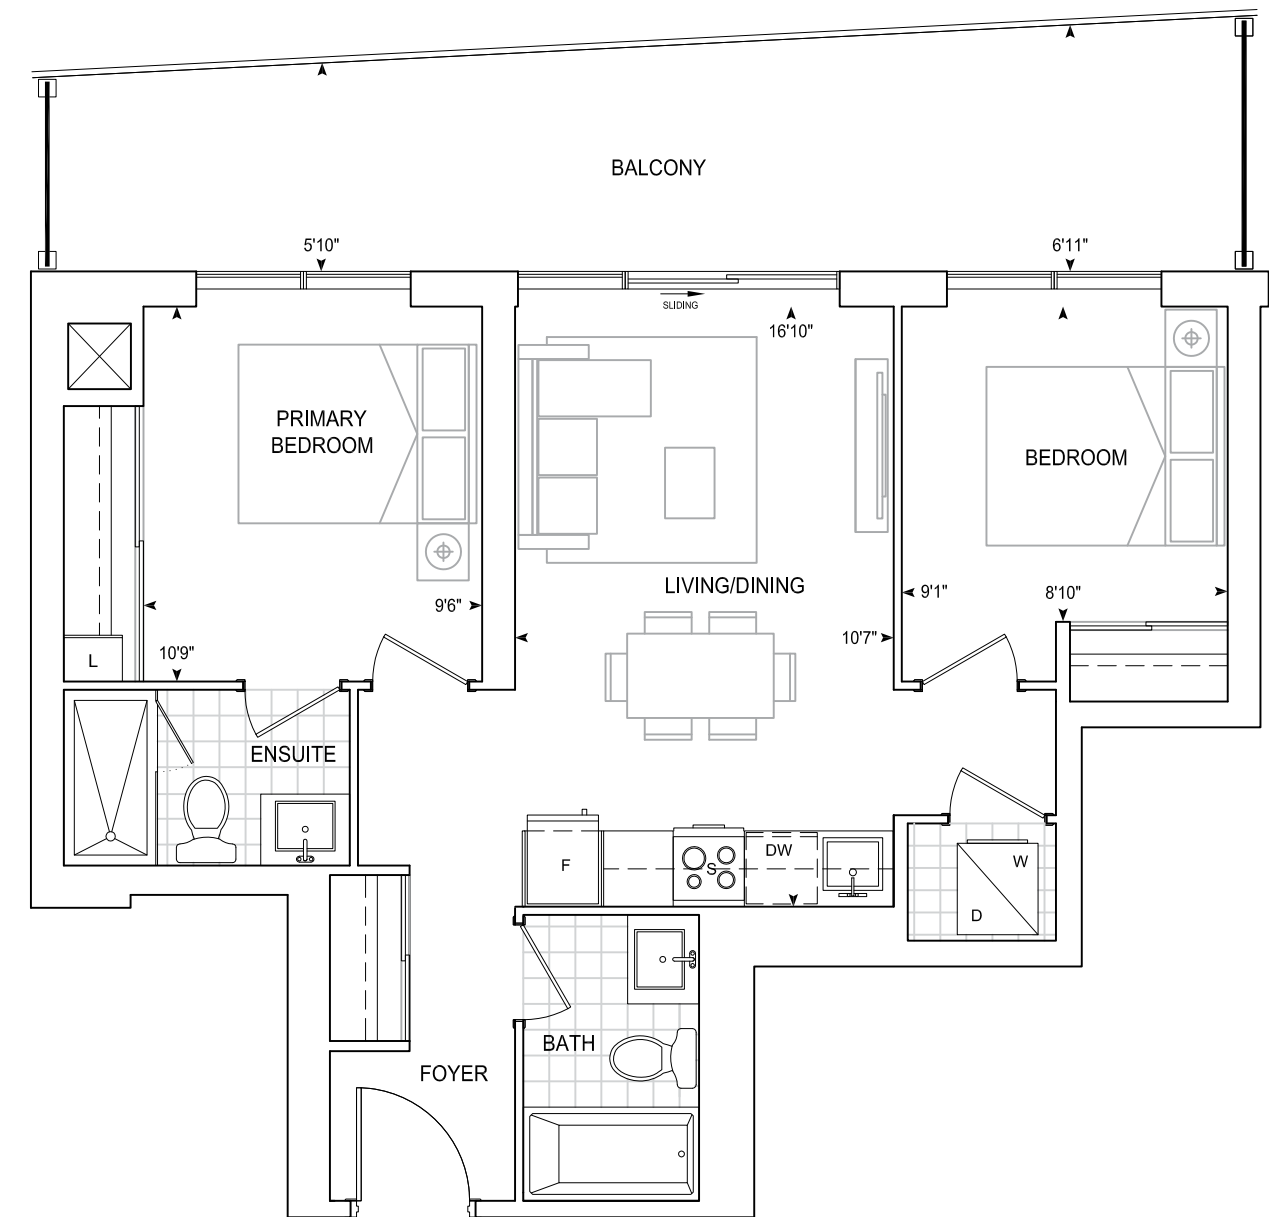 BALCONY
5'10"
6'11"
SLIDING
16'10"
PRIMARY
BEDROOM
BEDROOM
LIVING/DINING
9'1"
8'10"
9'6"
10'7"
10'9"
L
ENSUITE
F
S
DW
W
D
BATH
FOYER